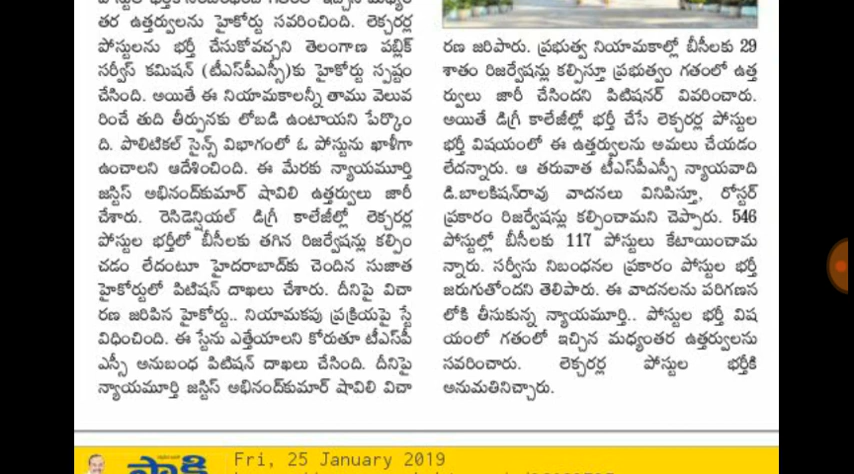 తర ఉత్తర్వులను హైకోర్టు సవరించింది. లెక్చరర్ల
పోస్టులను భర్తీ చేసుకోవచ్చని తెలంగాణ పబ్లిక్
సర్వీస్ కమిషన్ (టీఎస్‌పీఎస్సీ)కు హైకోర్టు స్పష్టం
చేసింది. అయితే ఈ నియామకాలన్నీ తాము వెలువ
రించే తుది తీర్పునకు లోబడి ఉంటాయని పేర్కొం
ది. పొలిటికల్ సైన్స్ విభాగంలో ఓ పోస్టును ఖాళీగా
ఉంచాలని ఆదేశించింది. ఈ మేరకు న్యాయమూర్తి
జస్టిస్ అభినంద్‌కుమార్ షావిలి ఉత్తర్వులు జారీ
చేశారు. రెసిడెన్షియల్ డిగ్రీ కాలేజీల్లో లెక్చరర్ల
పోస్టుల భర్తీలో బీసీలకు తగిన రిజర్వేషన్లు కల్పిం
చడం లేదంటూ హైదరాబాద్‌కు చెందిన సుజాత
హైకోర్టులో పిటిషన్ దాఖలు చేశారు. దీనిపై విచా
రణ జరిపిన హైకోర్టు.. నియామకపు ప్రక్రియపై స్టే
విధించింది. ఈ స్టేను ఎత్తేయాలని కోరుతూ టీఎస్‌పీ
ఎస్సీ అనుబంధ పిటిషన్ దాఖలు చేసింది. దీనిపై
న్యాయమూర్తి జస్టిస్ అభినంద్‌కుమార్ షావిలి విచా
రణ జరిపారు. ప్రభుత్వ నియామకాల్లో బీసీలకు 29
శాతం రిజర్వేషన్లు కల్పిస్తూ ప్రభుత్వం గతంలో ఉత్త
ర్వులు జారీ చేసిందని పిటిషనర్ వివరించారు.
అయితే డిగ్రీ కాలేజీల్లో భర్తీ చేసే లెక్చరర్ల పోస్టుల
భర్తీ విషయంలో ఈ ఉత్తర్వులను అమలు చేయడం
లేదన్నారు. ఆ తరువాత టీఎస్‌పీఎస్సీ న్యాయవాది
డి.బాలకిషన్‌రావు వాదనలు వినిపిస్తూ, రోస్టర్
ప్రకారం రిజర్వేషన్లు కల్పించామని చెప్పారు. 546
పోస్టుల్లో బీసీలకు 117 పోస్టులు కేటాయించామ
న్నారు. సర్వీసు నిబంధనల ప్రకారం పోస్టుల భర్తీ
జరుగుతోందని తెలిపారు. ఈ వాదనలను పరిగణన
లోకి తీసుకున్న న్యాయమూర్తి.. పోస్టుల భర్తీ విష
యంలో గతంలో ఇచ్చిన మధ్యంతర ఉత్తర్వులను
సవరించారు. లెక్చరర్ల పోస్టుల భర్తీకి
అనుమతినిచ్చారు.
సాక్షి
Fri, 25 January 2019